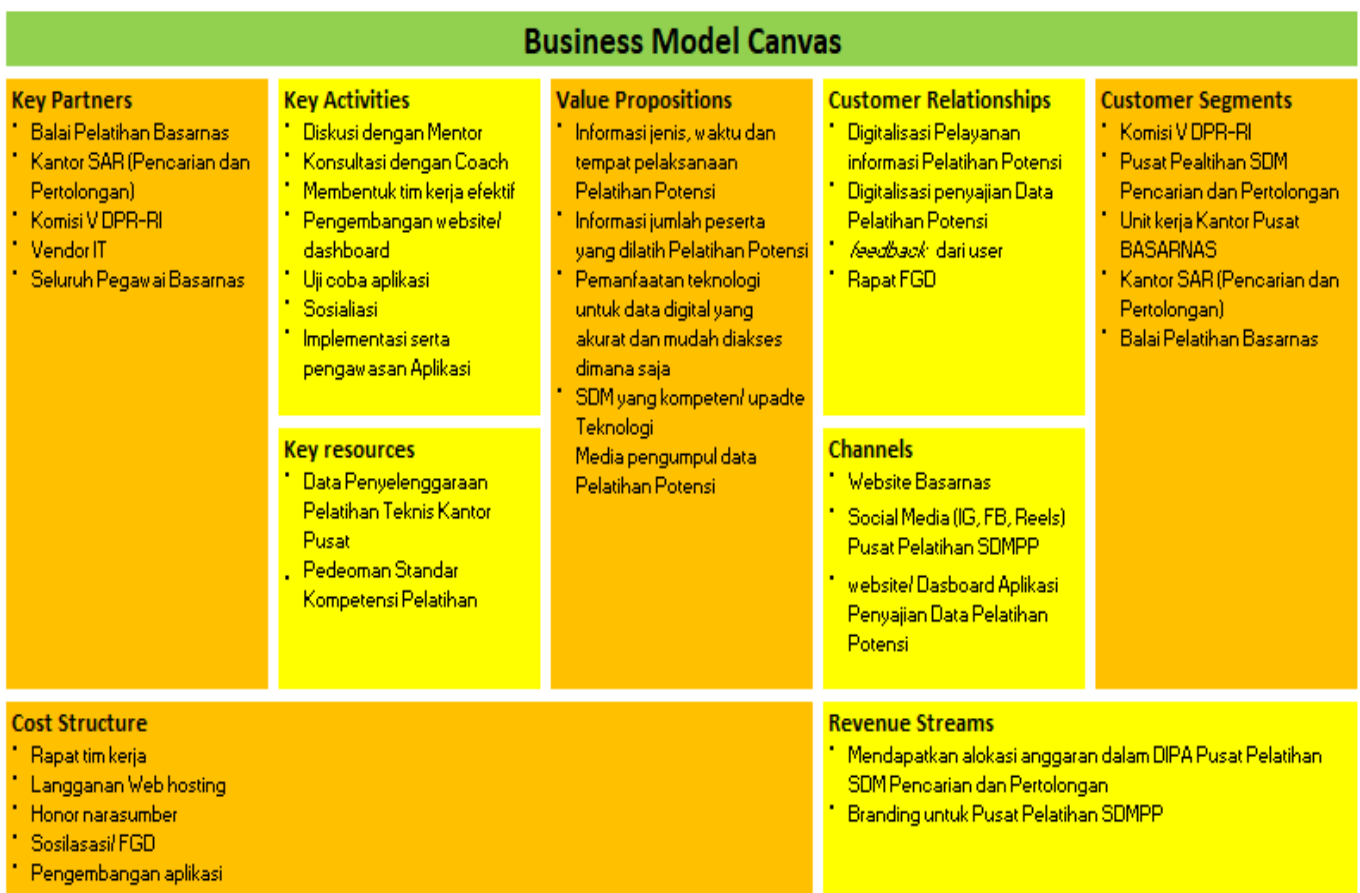 Business Model Canvas
Key Partners
Balai Pelatihan Basarnas
Kantor SAR (Pencarian dan
Pertolongan)
Komisi V DPR-RI
Vendor IT
Seluruh Pegawai Basarnas
Key Activities
Diskusi dengan Mentor
Konsultasi dengan Coach
Membentuk tim kerja efektif
Pengembangan website/
dashboard
Uji coba aplikasi
Sosialiasi
Implementasi serta
pengawasan Aplikasi
Key resources
Data Penyelenggaraan
Pelatihan Teknis Kantor
Pusat
Pedeoman Standar
Kompetensi Pelatihan
Value Propositions
Informasi jenis, waktu dan
tempat pelaksanaan
Pelatihan Potensi
Informasi jumlah peserta
yang dilatih Pelatihan Potensi
Pemanfaatan teknologi
untuk data digital yang
akurat dan mudah diakses
dimana saja
SDM yang kompeten/ upadte
Teknologi
Media pengumpul data
Pelatihan Potensi
Customer Relationships
Digitalisasi Pelayanan
informasi Pelatihan Potensi
Digitalisasi penyajian Data
Pelatihan Potensi
feedback dari user
Rapat FGD
Channels
Website Basarnas
Social Media (IG, FB, Reels)
Pusat Pelatihan SDMPP
website/ Dasboard Aplikasi
Penyajian Data Pelatihan
Potensi
Customer Segments
Komisi V DPR-RI
Pusat Pealtihan SDM
Pencarian dan Pertolongan
Unit kerja Kantor Pusat
BASARNAS
Kantor SAR (Pencarian dan
Pertolongan)
Balai Pelatihan Basarnas
Cost Structure
Rapat tim kerja
Langganan Web hosting
Honor narasumber
Sosilasasi/ FGD
Pengembangan aplikasi
Revenue Streams
Mendapatkan alokasi anggaran dalam DIPA Pusat Pelatihan
SDM Pencarian dan Pertolongan
Branding untuk Pusat Pelatihan SDMPP